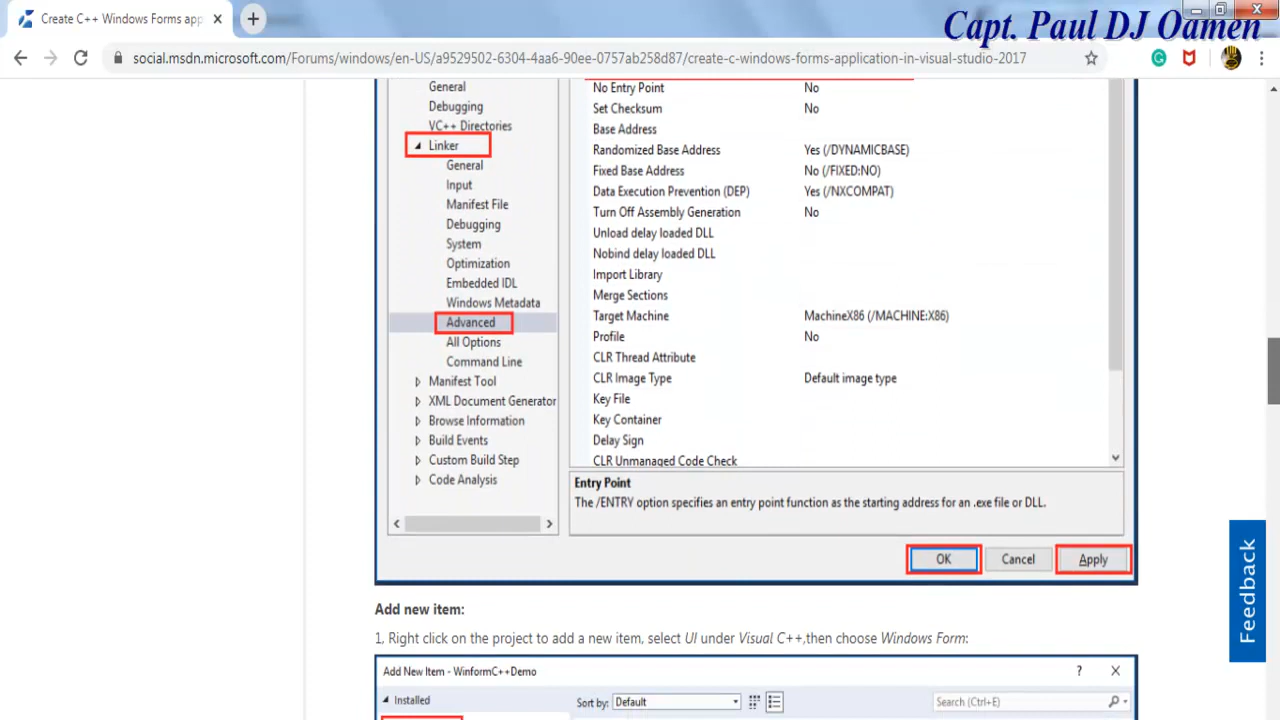 Create C++ Windows Forms app
Capt. Paul DJ Oamen
social.msdn.microsoft.com/Forums/windows/en-US/a9529502-6304-4aa6-90ee-0757ab258d87/create-c-windows-forms-application-in-visual-studio-2017
General
Debugging
VC++ Directories
Linker
General
Input
Manifest File
Debugging
System
Optimization
Embedded IDL
Windows Metadata
Advanced
All Options
Command Line
Manifest Tool
XML Document Generator
Browse Information
Build Events
Custom Build Step
Code Analysis
No Entry Point No
Set Checksum No
Base Address
Randomized Base Address Yes (/DYNAMICBASE)
Fixed Base Address No (/FIXED:NO)
Data Execution Prevention (DEP) Yes (/NXCOMPAT)
Turn Off Assembly Generation No
Unload delay loaded DLL
Nobind delay loaded DLL
Import Library
Merge Sections
Target Machine MachineX86 (/MACHINE:X86)
Profile No
CLR Thread Attribute
CLR Image Type Default image type
Key File
Key Container
Delay Sign
CLR Unmanaged Code Check
Entry Point
The /ENTRY option specifies an entry point function as the starting address for an .exe file or DLL.
OK Cancel Apply
Feedback
Add new item:
1, Right click on the project to add a new item, select UI under Visual C++,then choose Windows Form:
Add New Item - WinformC++Demo ?
Installed Sort by: Default Search (Ctrl+E)